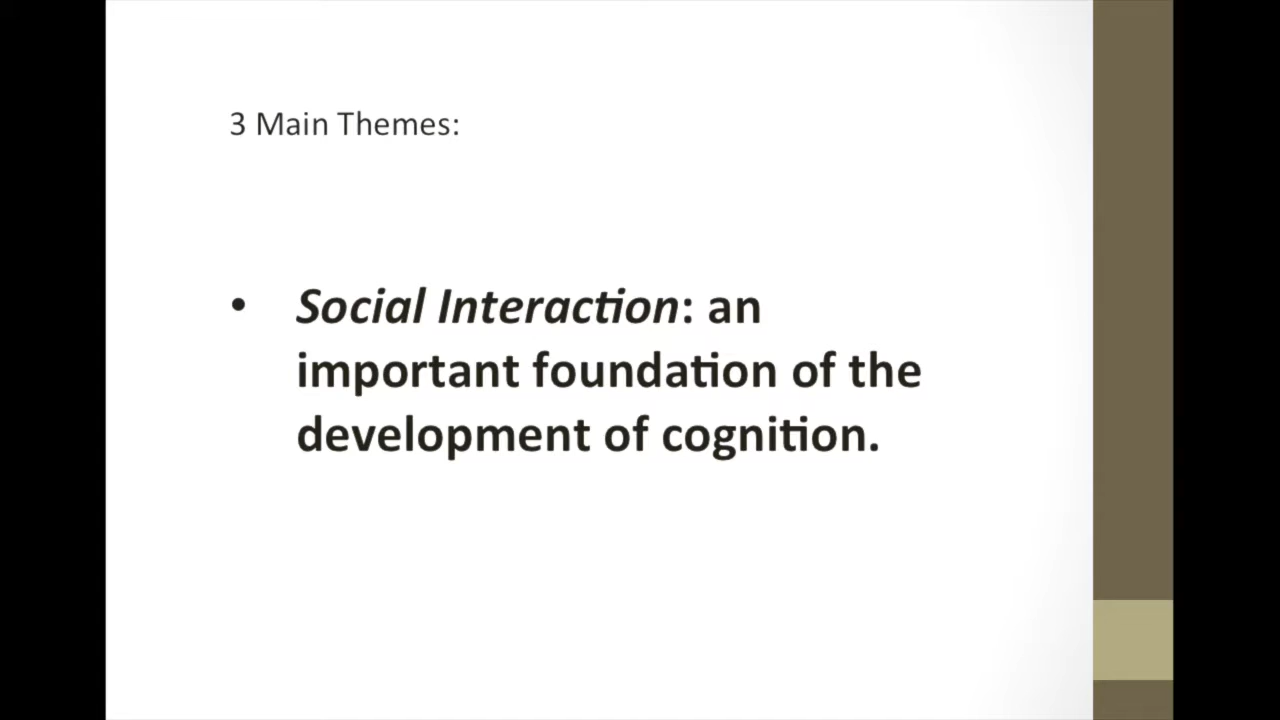 3 Main Themes:
• Social Interaction: an
important foundation of the
development of cognition.